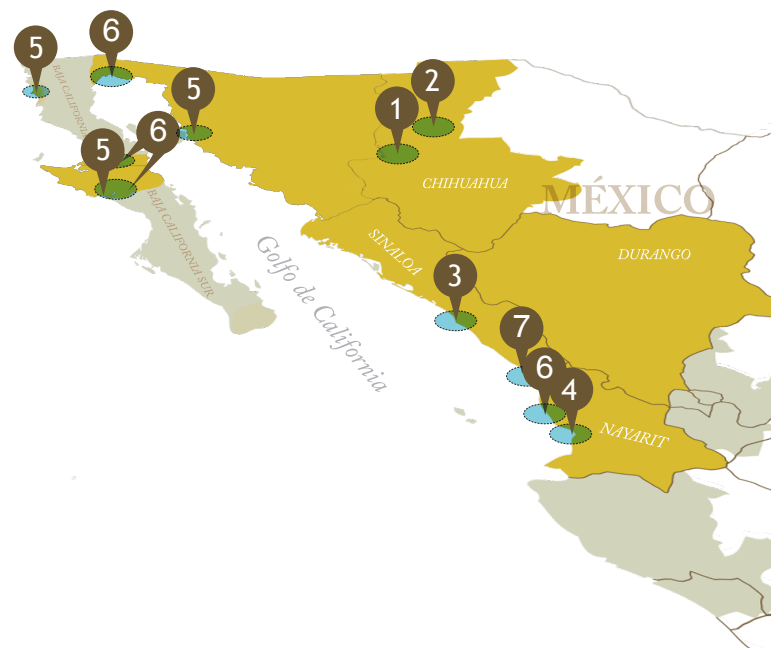 6
5
2
5
1
BAJA CALIFORNIA
6
5
CHIHUAHUA
MÉXICO
BAJA CALIFORNIA SUR
SINALOA
DURANGO
Golfo de California
3
7
6
4
NAYARIT